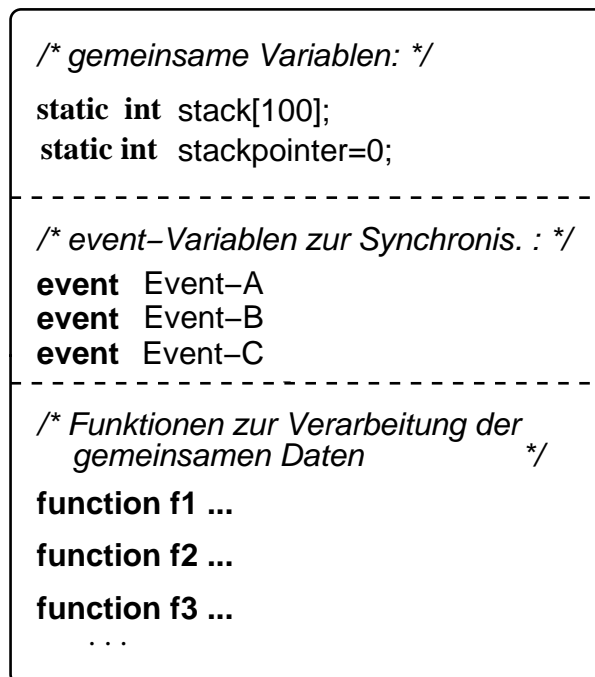 /* gemeinsame Variablen: */
static int stack[100];
static int stackpointer=0;
/* event−Variablen zur Synchronis. : */
event Event−A
event Event−B
event Event−C
/* Funktionen zur Verarbeitung der
gemeinsamen Daten */
function f1 ...
function f2 ...
function f3 ...
. . .